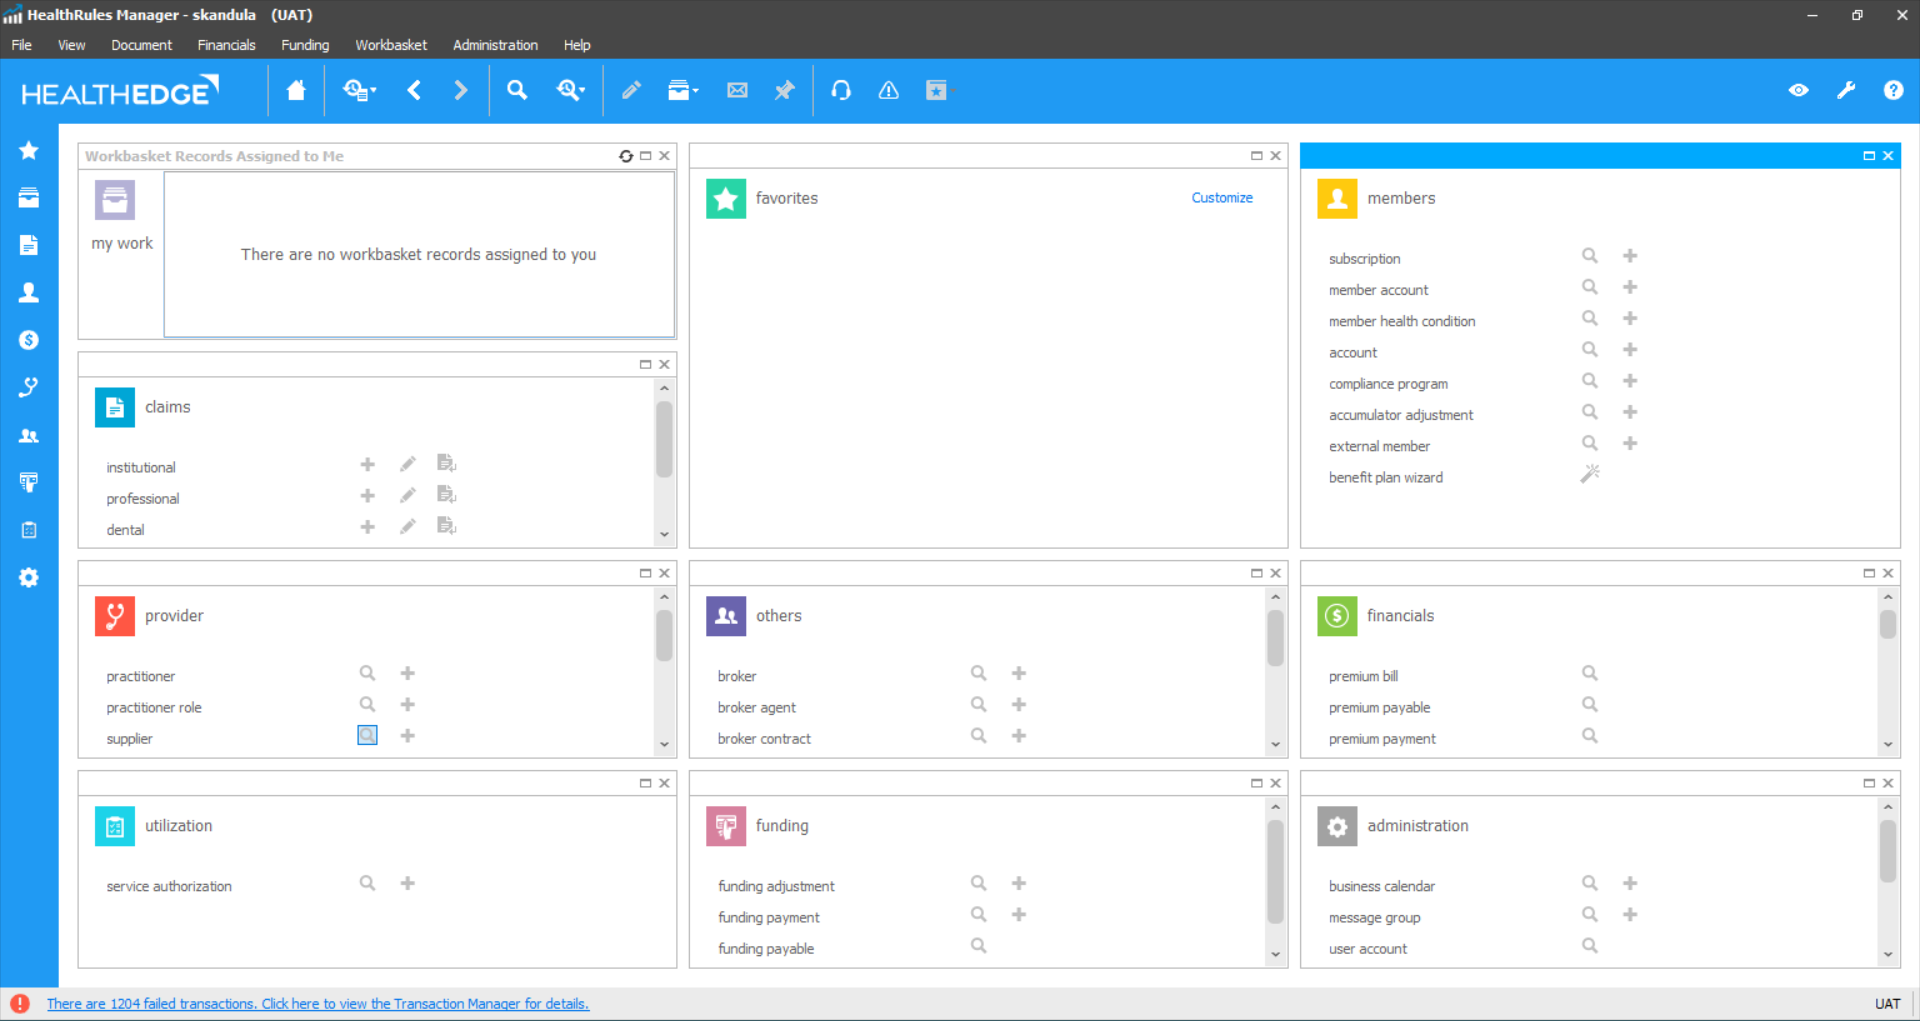 HealthRules Manager - skandula (UAT)
File View Document Financials Funding Workbasket Administration Help
HEALTHEDGE
Workbasket Records Assigned to Me
my work
There are no workbasket records assigned to you
favorites
Customize
members
subscription
member account
member health condition
account
compliance program
accumulator adjustment
external member
benefit plan wizard
claims
institutional
professional
dental
provider
practitioner
practitioner role
supplier
others
broker
broker agent
broker contract
financials
premium bill
premium payable
premium payment
utilization
service authorization
funding
funding adjustment
funding payment
funding payable
administration
business calendar
message group
user account
There are 1204 failed transactions. Click here to view the Transaction Manager for details.
UAT